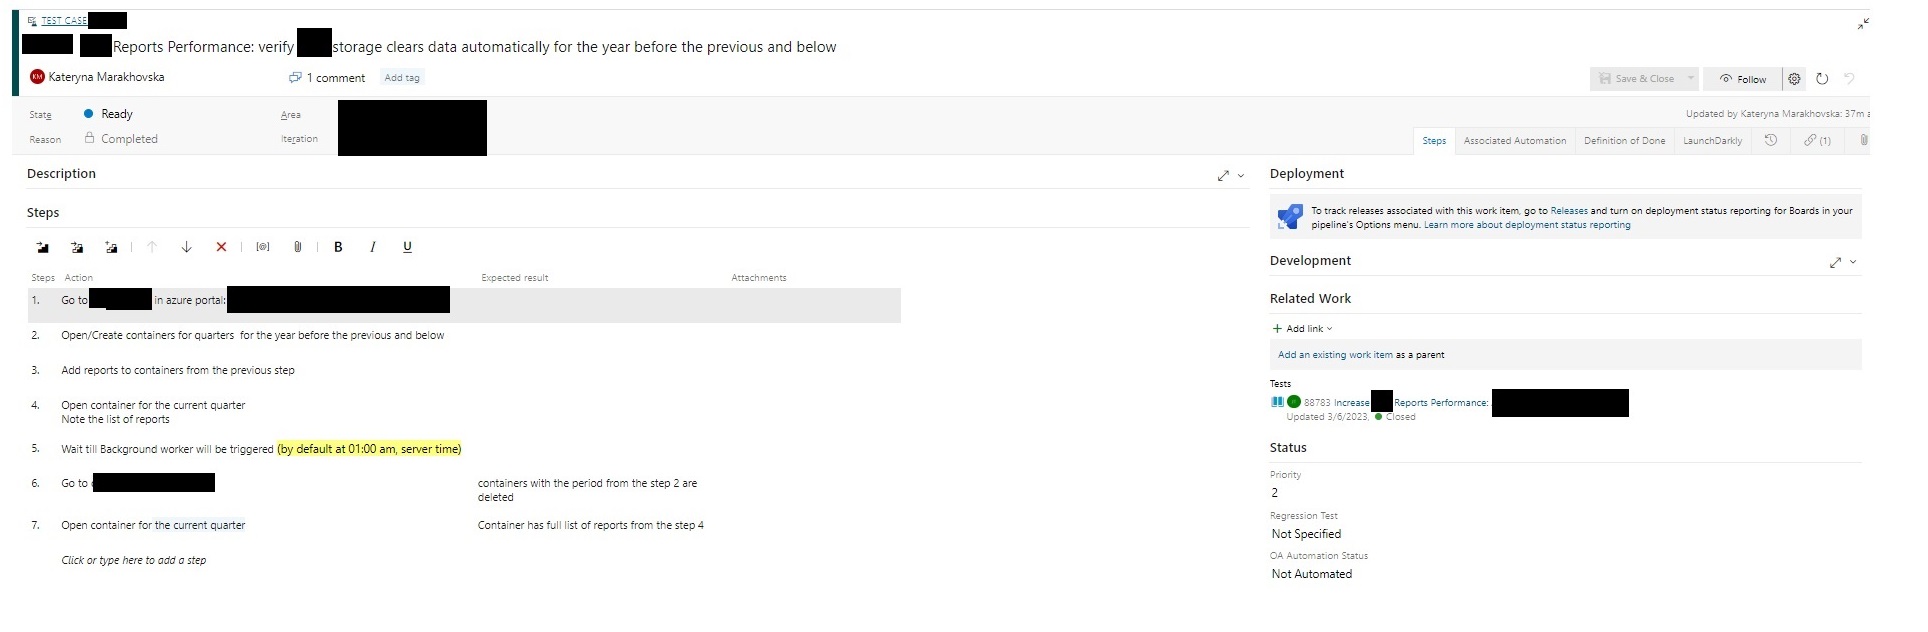 TEST CASE
Reports Performance: verify storage clears data automatically for the year before the previous and below
KM Kateryna Marakhovska 1 comment Add tag
Save & Close Follow
State Ready Area
Reason Completed Iteration
Updated by Kateryna Marakhovska: 37m a
Steps Associated Automation Definition of Done LaunchDarkly (1)
Description
Steps
B I U
Steps Action Expected result Attachments
1. Go to in azure portal:
2. Open/Create containers for quarters for the year before the previous and below
3. Add reports to containers from the previous step
4. Open container for the current quarter
Note the list of reports
5. Wait till Background worker will be triggered (by default at 01:00 am, server time)
6. Go to containers with the period from the step 2 are
deleted
7. Open container for the current quarter Container has full list of reports from the step 4
Click or type here to add a step
Deployment
To track releases associated with this work item, go to Releases and turn on deployment status reporting for Boards in your
pipeline's Options menu. Learn more about deployment status reporting
Development
Related Work
+ Add link
Add an existing work item as a parent
Tests
88783 Increase Reports Performance:
Updated 3/6/2023, Closed
Status
Priority
2
Regression Test
Not Specified
QA Automation Status
Not Automated